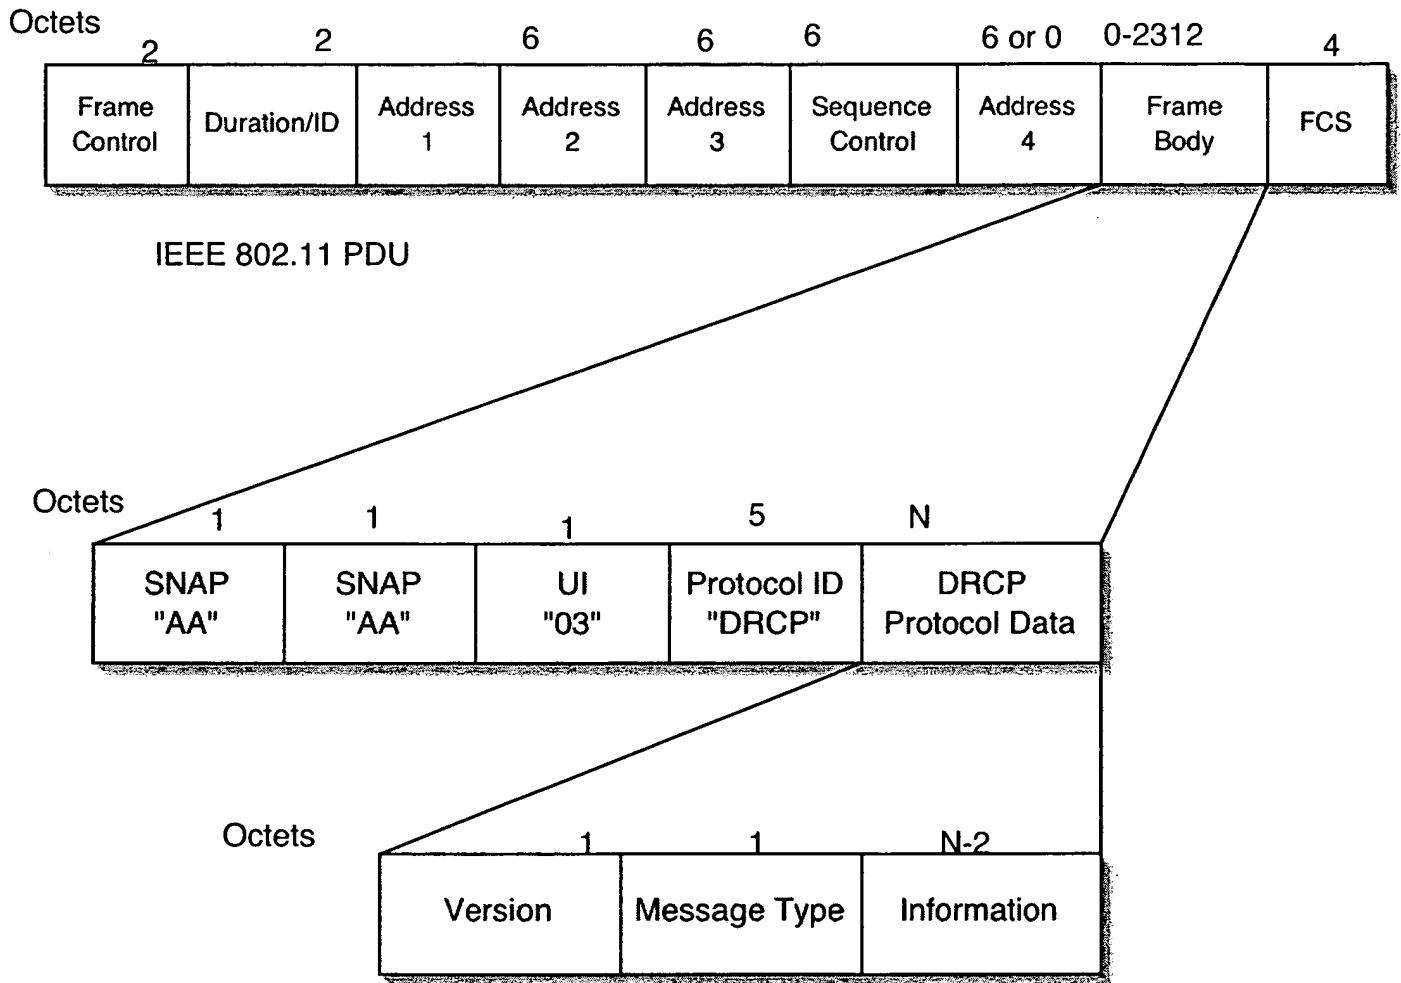 Octets
2 2 6 6 6 6 or 0 0-2312 4
Frame Control Duration/ID Address 1 Address 2 Address 3 Sequence Control Address 4 Frame Body FCS
IEEE 802.11 PDU
Octets
1 1 1 5 N
SNAP SNAP UI Protocol ID DRCP
"AA" "AA" "03" "DRCP" Protocol Data
Octets
1 1 N-2
Version Message Type Information